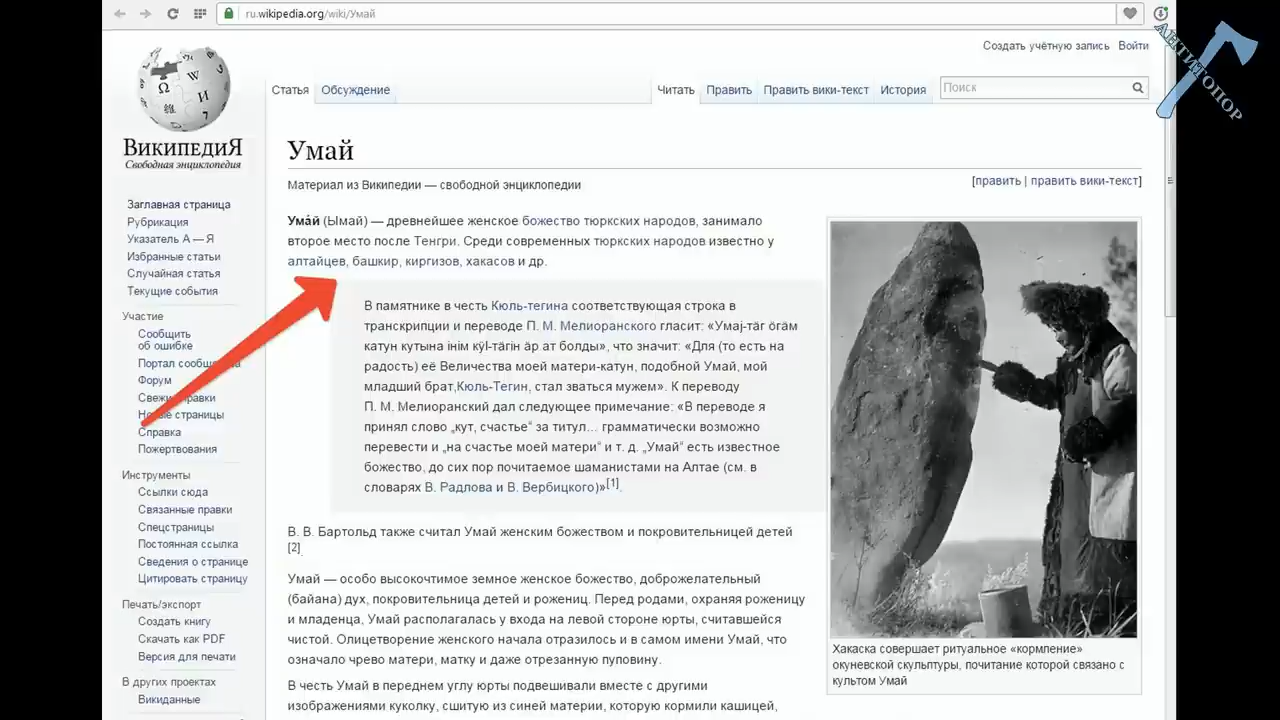 ru.wikipedia.org/wiki/Умай
АНТИТОПОР
Создать учётную запись Войти
Статья Обсуждение Читать Править Править вики-текст История Поиск
ВикипедиЯ
Свободная энциклопедия
Умай
Материал из Википедии — свободной энциклопедии
[править | править вики-текст]
Заглавная страница
Рубрикация
Указатель А — Я
Избранные статьи
Случайная статья
Текущие события
Участие
Сообщить
об ошибке
Портал сообщ
Форум
Свежи правки
Но е страницы
Справка
Пожертвования
Инструменты
Ссылки сюда
Связанные правки
Спецстраницы
Постоянная ссылка
Сведения о странице
Цитировать страницу
Печать/экспорт
Создать книгу
Скачать как PDF
Версия для печати
В других проектах
Викиданные
Ума́й (Ымай) — древнейшее женское божество тюркских народов, занимало
второе место после Тенгри. Среди современных тюркских народов известно у
алтайцев, башкир, киргизов, хакасов и др.
В памятнике в честь Кюль-тегина соответствующая строка в
транскрипции и переводе П. М. Мелиоранского гласит: «Умаj-тäг öгäм
катун кутына iнiм кÿl-тäгiн äр ат болды», что значит: «Для (то есть на
радость) её Величества моей матери-катун, подобной Умай, мой
младший брат,Кюль-Тегин, стал зваться мужем». К переводу
П. М. Мелиоранский дал следующее примечание: «В переводе я
принял слово „кут, счастье“ за титул… грамматически возможно
перевести и „на счастье моей матери“ и т. д. „Умай“ есть известное
божество, до сих пор почитаемое шаманистами на Алтае (см. в
словарях В. Радлова и В. Вербицкого)»[1].
В. В. Бартольд также считал Умай женским божеством и покровительницей детей
[2]
Умай — особо высокочтимое земное женское божество, доброжелательный
(байана) дух, покровительница детей и рожениц. Перед родами, охраняя роженицу
и младенца, Умай располагалась у входа на левой стороне юрты, считавшейся
чистой. Олицетворение женского начала отразилось и в самом имени Умай, что
означало чрево матери, матку и даже отрезанную пуповину.
В честь Умай в переднем углу юрты подвешивали вместе с другими
изображениями куколку, сшитую из синей материи, которую кормили кашицей,
Хакаска совершает ритуальное «кормление»
окуневской скульптуры, почитание которой связано с
культом Умай